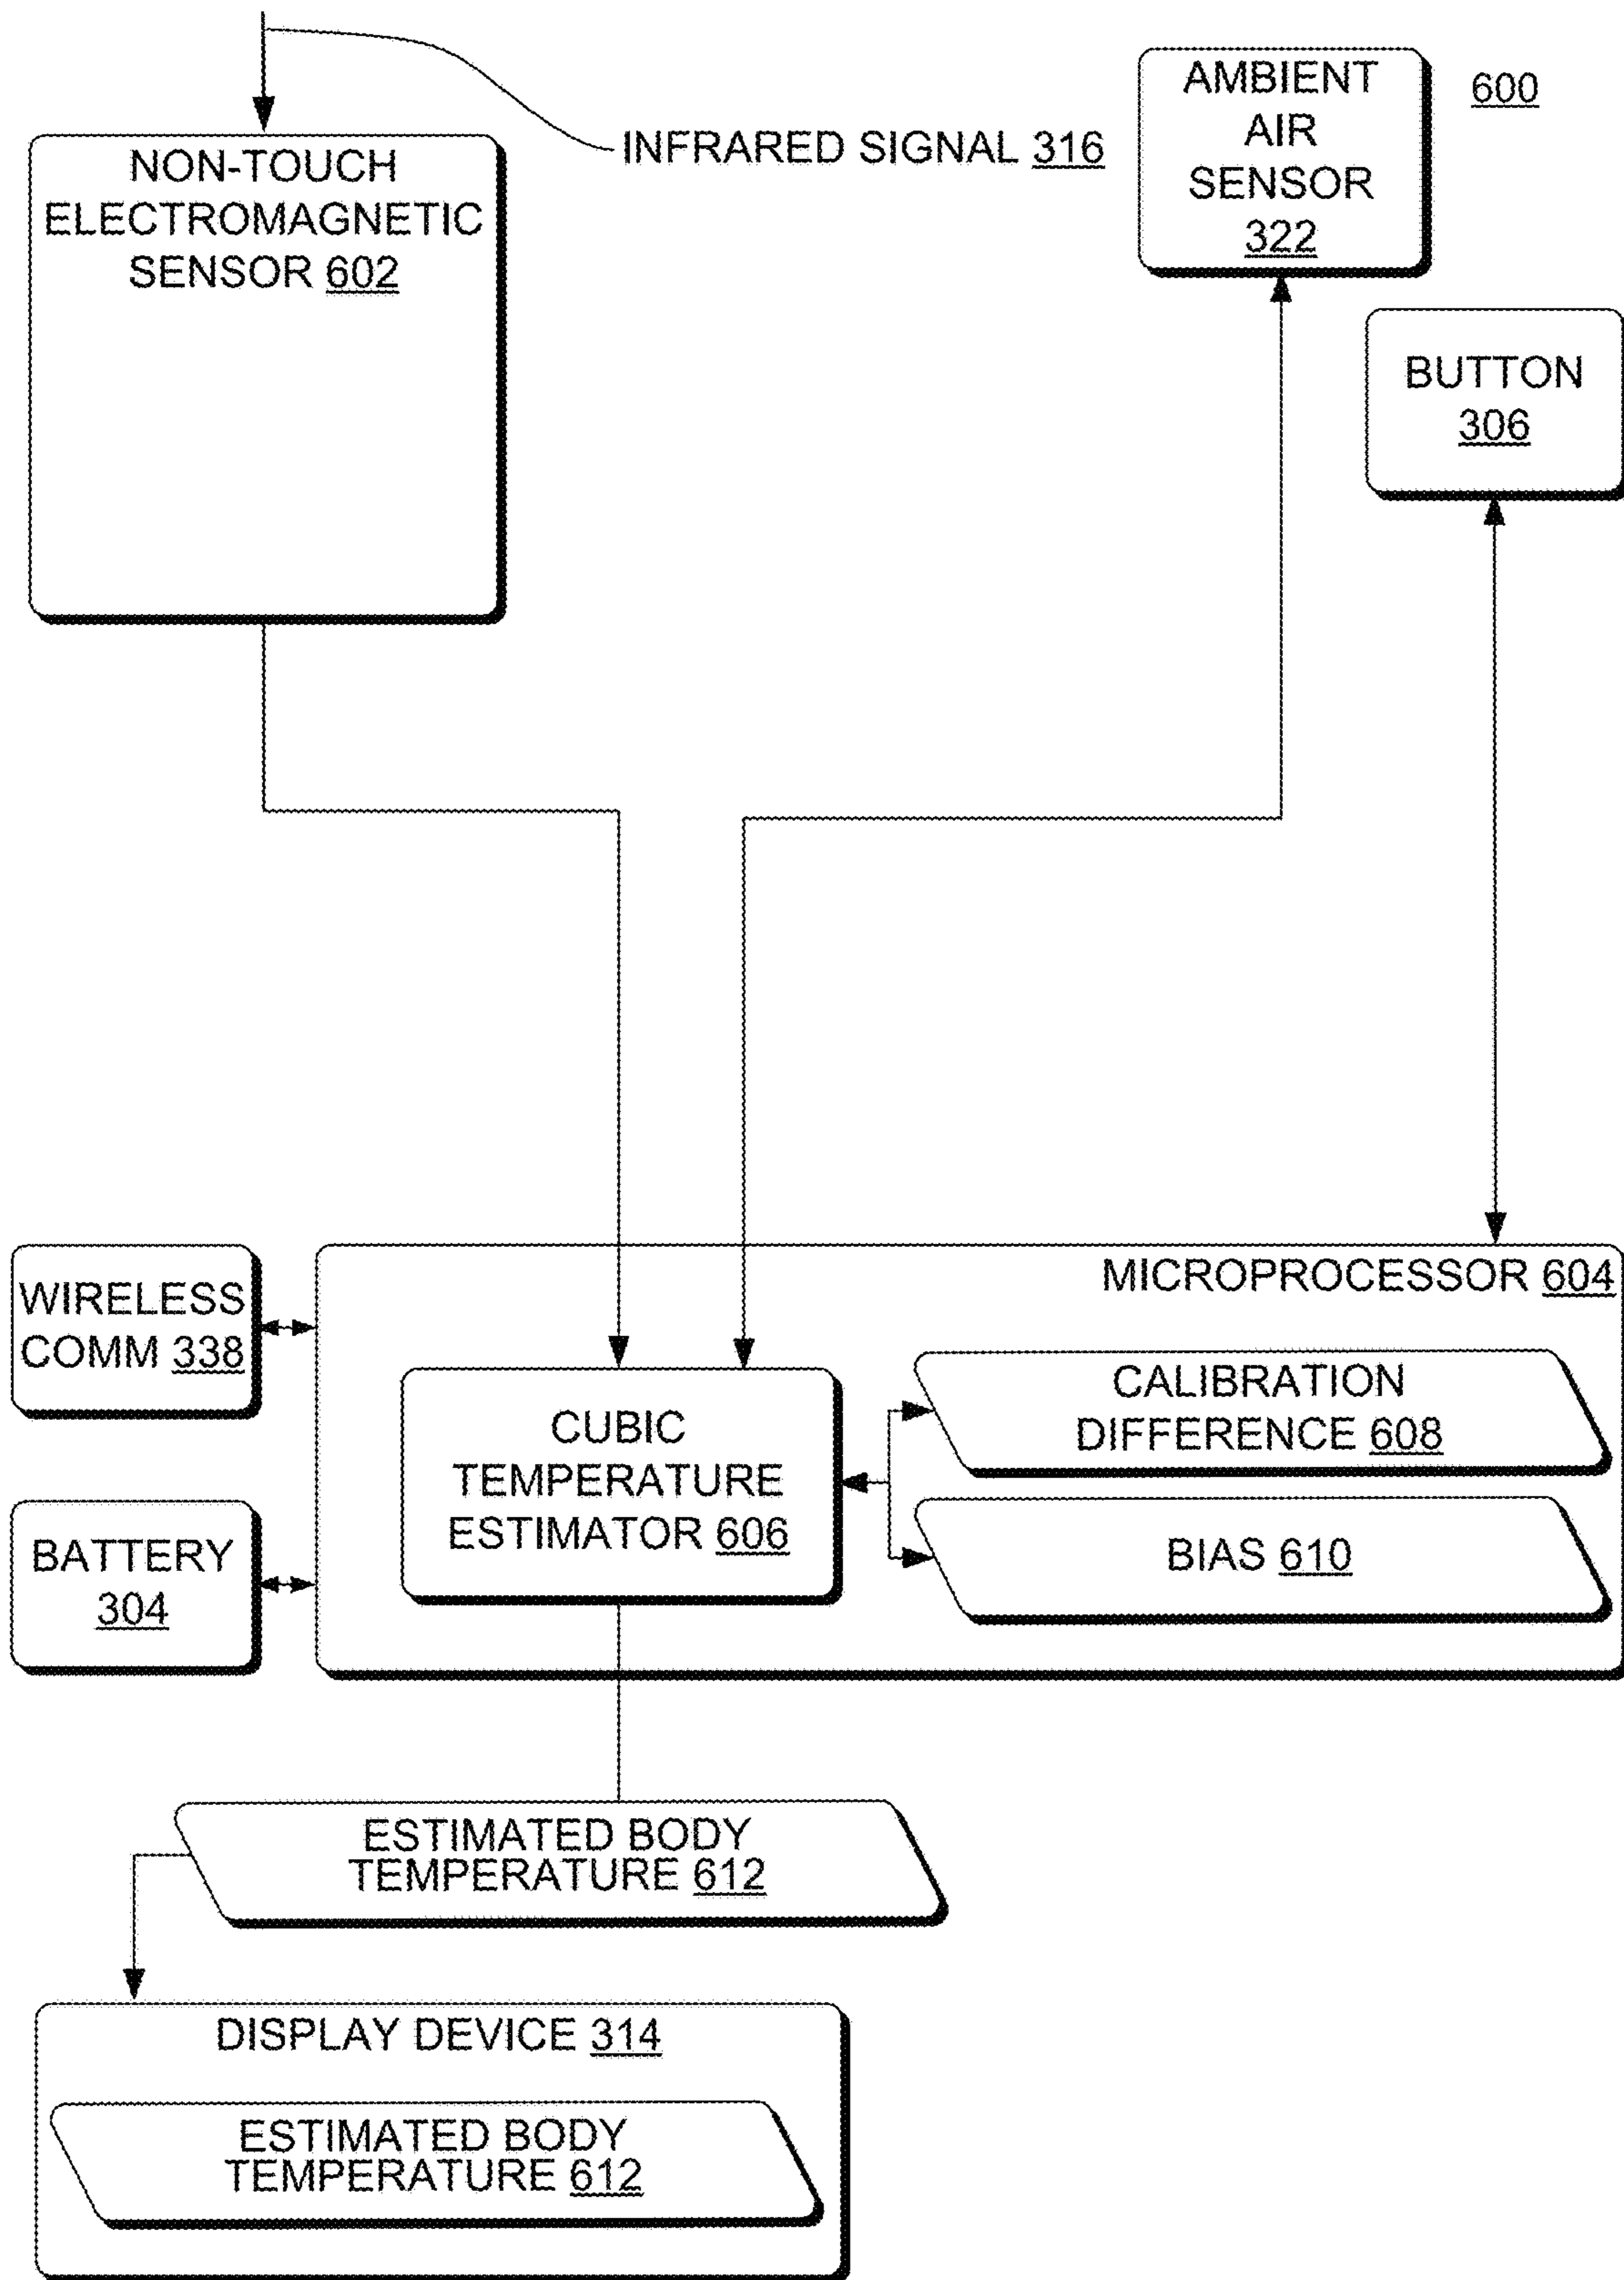 INFRARED SIGNAL 316
NON-TOUCH
ELECTROMAGNETIC
SENSOR 602
AMBIENT
AIR
SENSOR
322
600
BUTTON
306
WIRELESS
COMM 338
BATTERY
304
MICROPROCESSOR 604
CUBIC
TEMPERATURE
ESTIMATOR 606
CALIBRATION
DIFFERENCE 608
BIAS 610
ESTIMATED BODY
TEMPERATURE 612
DISPLAY DEVICE 314
ESTIMATED BODY
TEMPERATURE 612